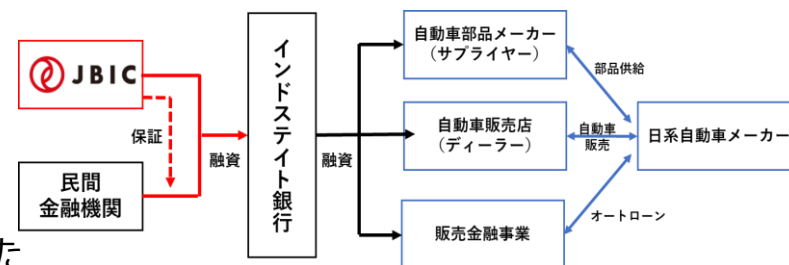 JBIC
保証
民間
金融機関
融資
インドステイト銀行
融資
自動車部品メーカー
（サプライヤー）
自動車販売店
（ディーラー）
販売金融事業
部品供給
自動車
販売
オートローン
日系自動車メーカー
た